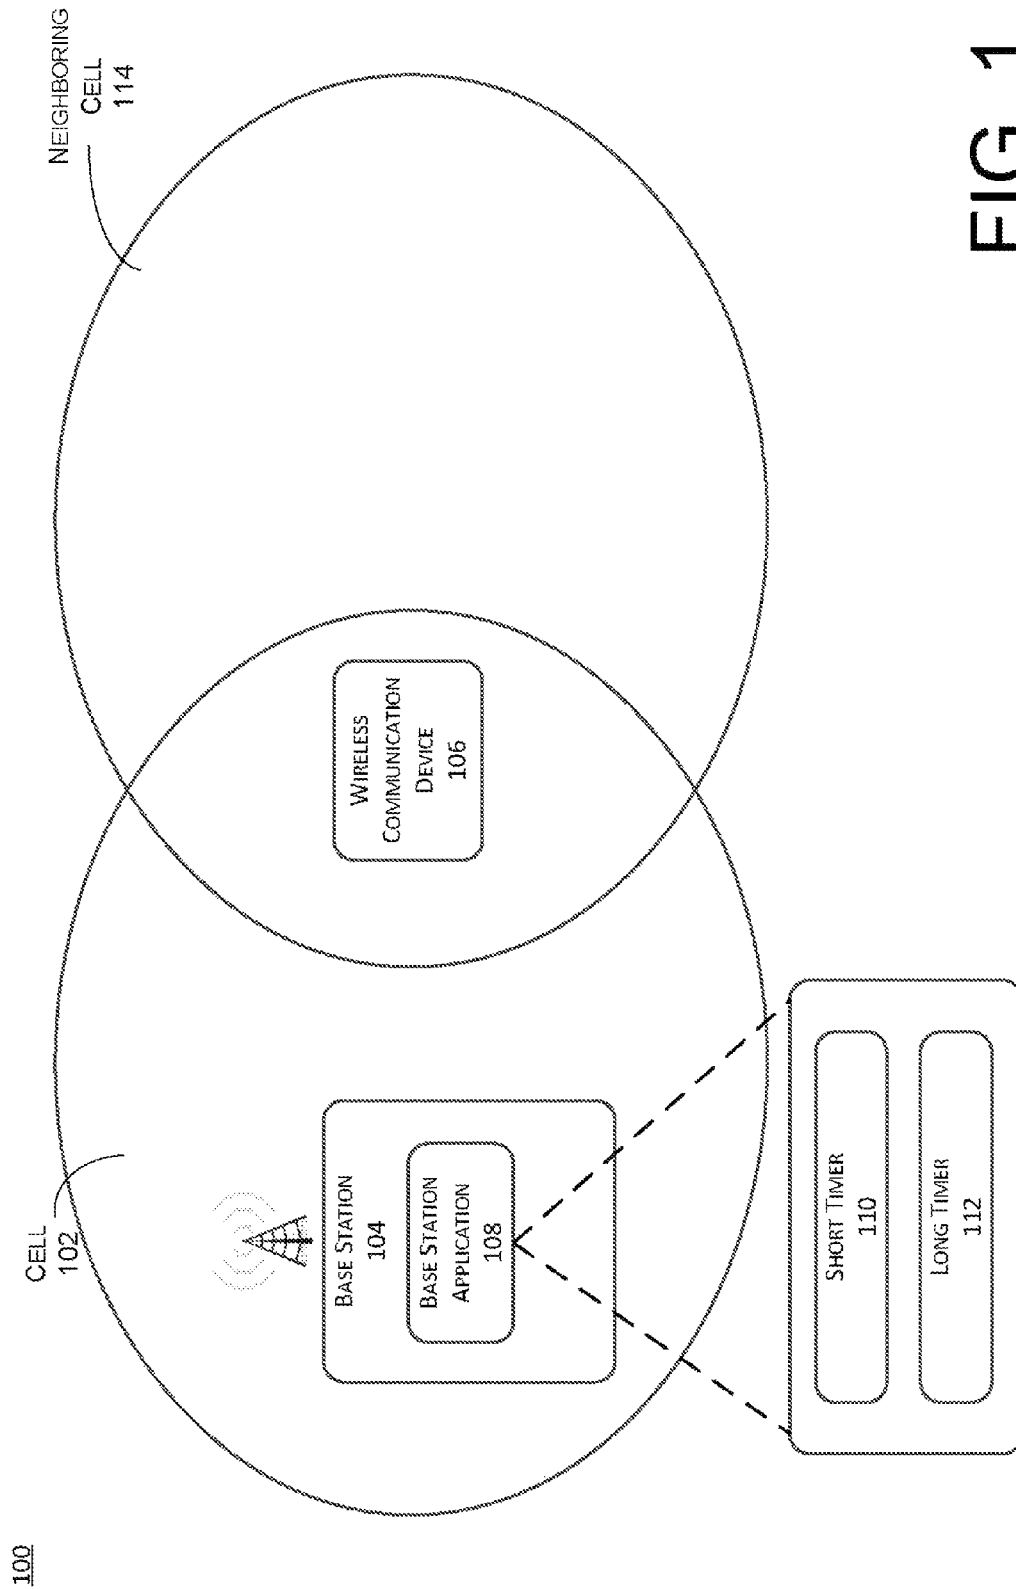 100
CELL
102
NEIGHBORING
CELL
114
BASE STATION
104
BASE STATION
APPLICATION
108
WIRELESS
COMMUNICATION
DEVICE
106
SHORT TIMER
110
LONG TIMER
112
FIG. 1